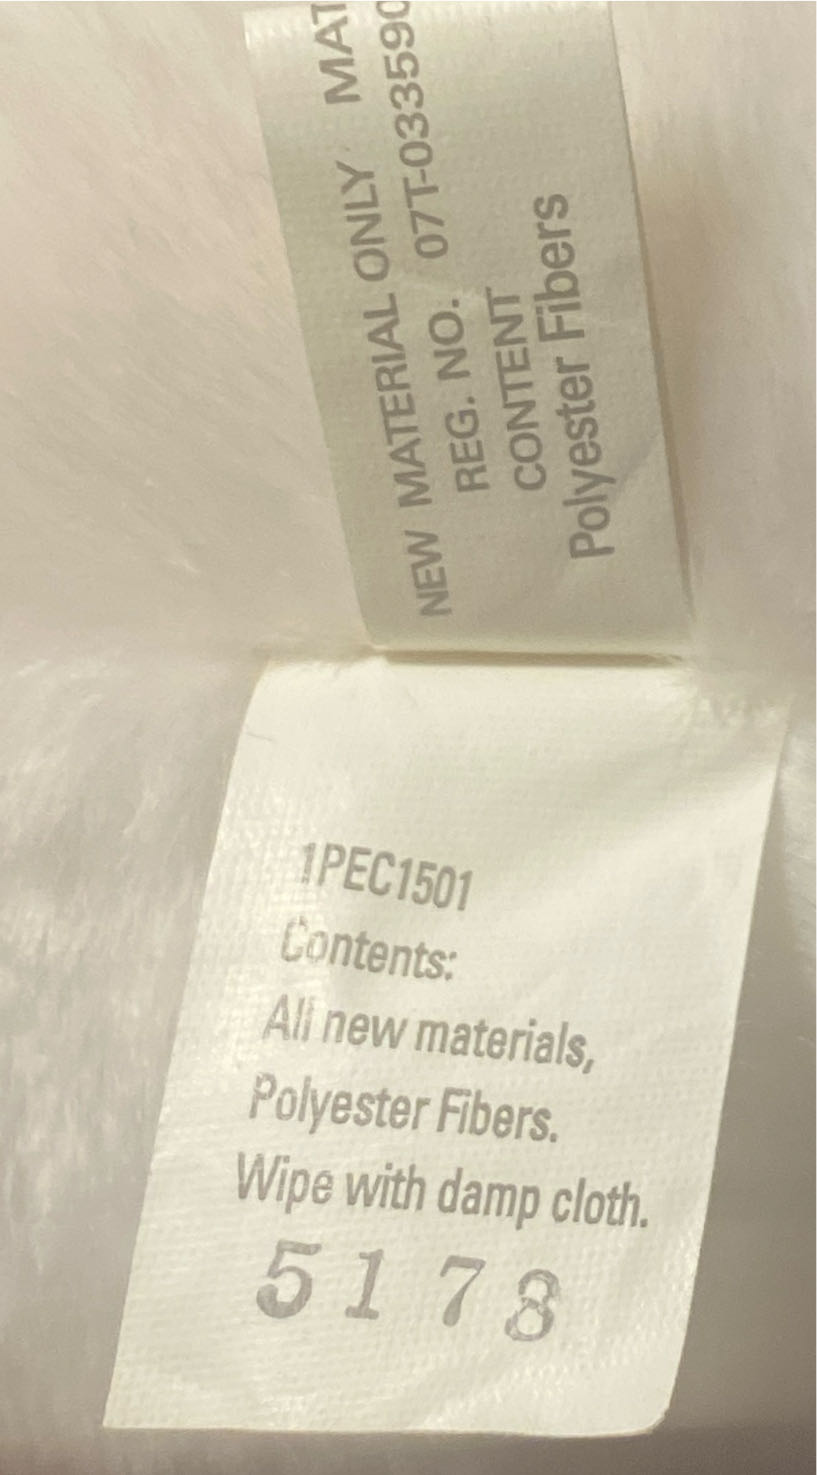 NEW MATERIAL ONLY
REG. NO. 07T-033590
CONTENT
Polyester Fibers
1PEC1501
Contents:
All new materials,
Polyester Fibers.
Wipe with damp cloth.
5173